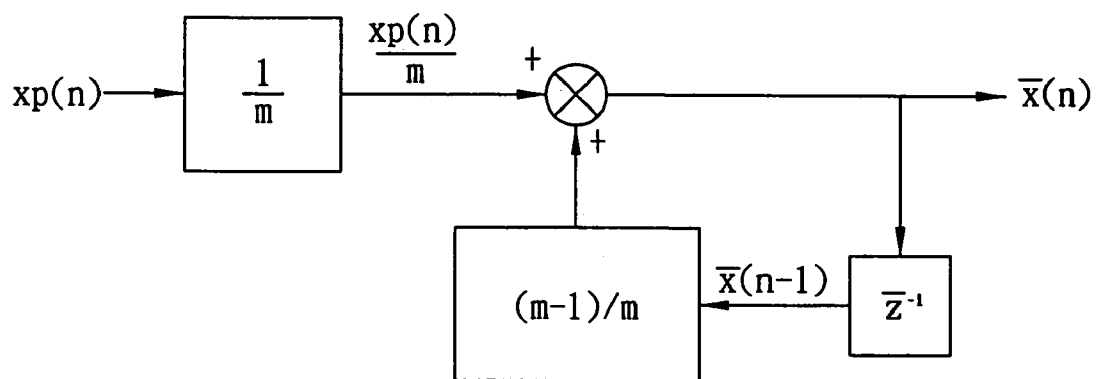 xp(n)
1
m
xp(n)
m
+
+
x̅(n)
(m-1)/m
x̅(n-1)
z̅⁻¹